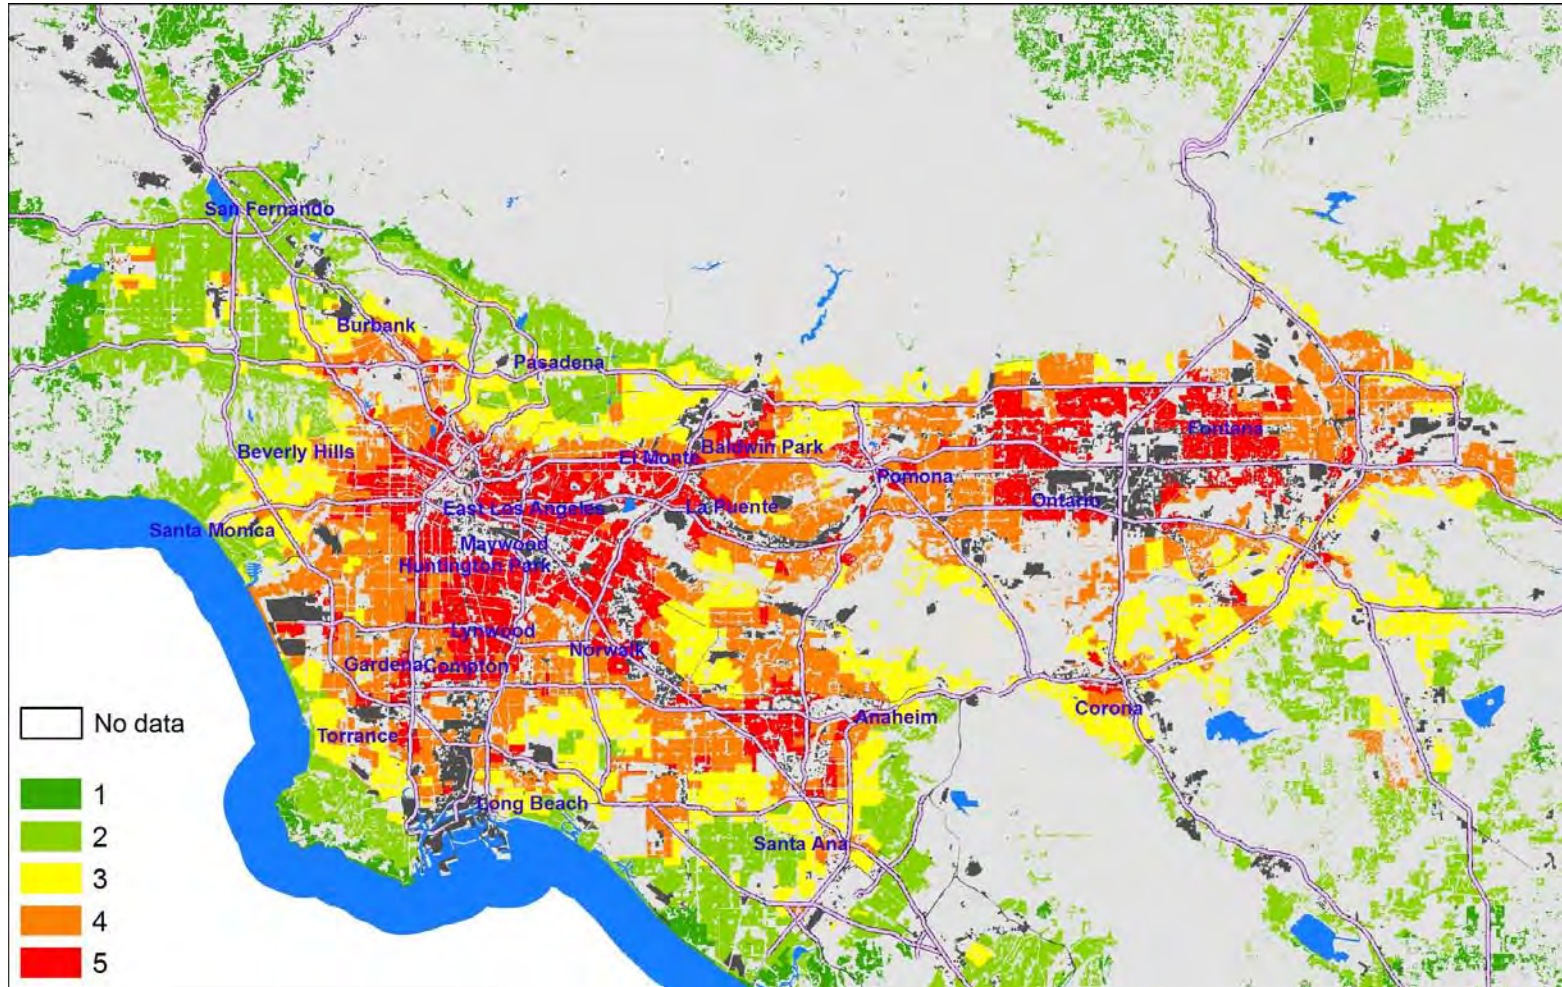 San Fernando
Burbank
Pasadena
Beverly Hills
El Monte
Baldwin Park
Fontana
Pomona
East Los Angeles
La Puente
Ontario
Santa Monica
Maywood
Huntington Park
Lynwood
Norwalk
Gardena
Compton
Corona
Anaheim
Torrance
Long Beach
Santa Ana
No data
1
2
3
4
5